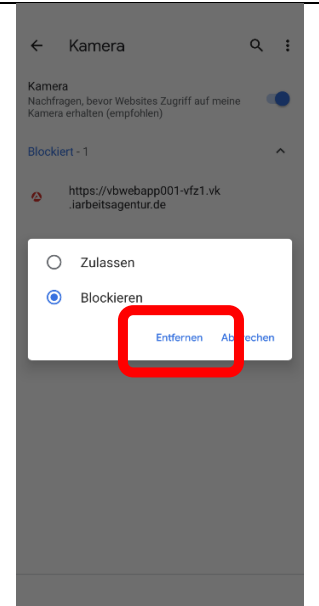 Kamera
Kamera
Nachfragen, bevor Websites Zugriff auf meine
Kamera erhalten (empfohlen)
Blockiert - 1
https://vbwebapp001-vfz1.vk
.iarbeitsagentur.de
Zulassen
Blockieren
Entfernen Abbrechen